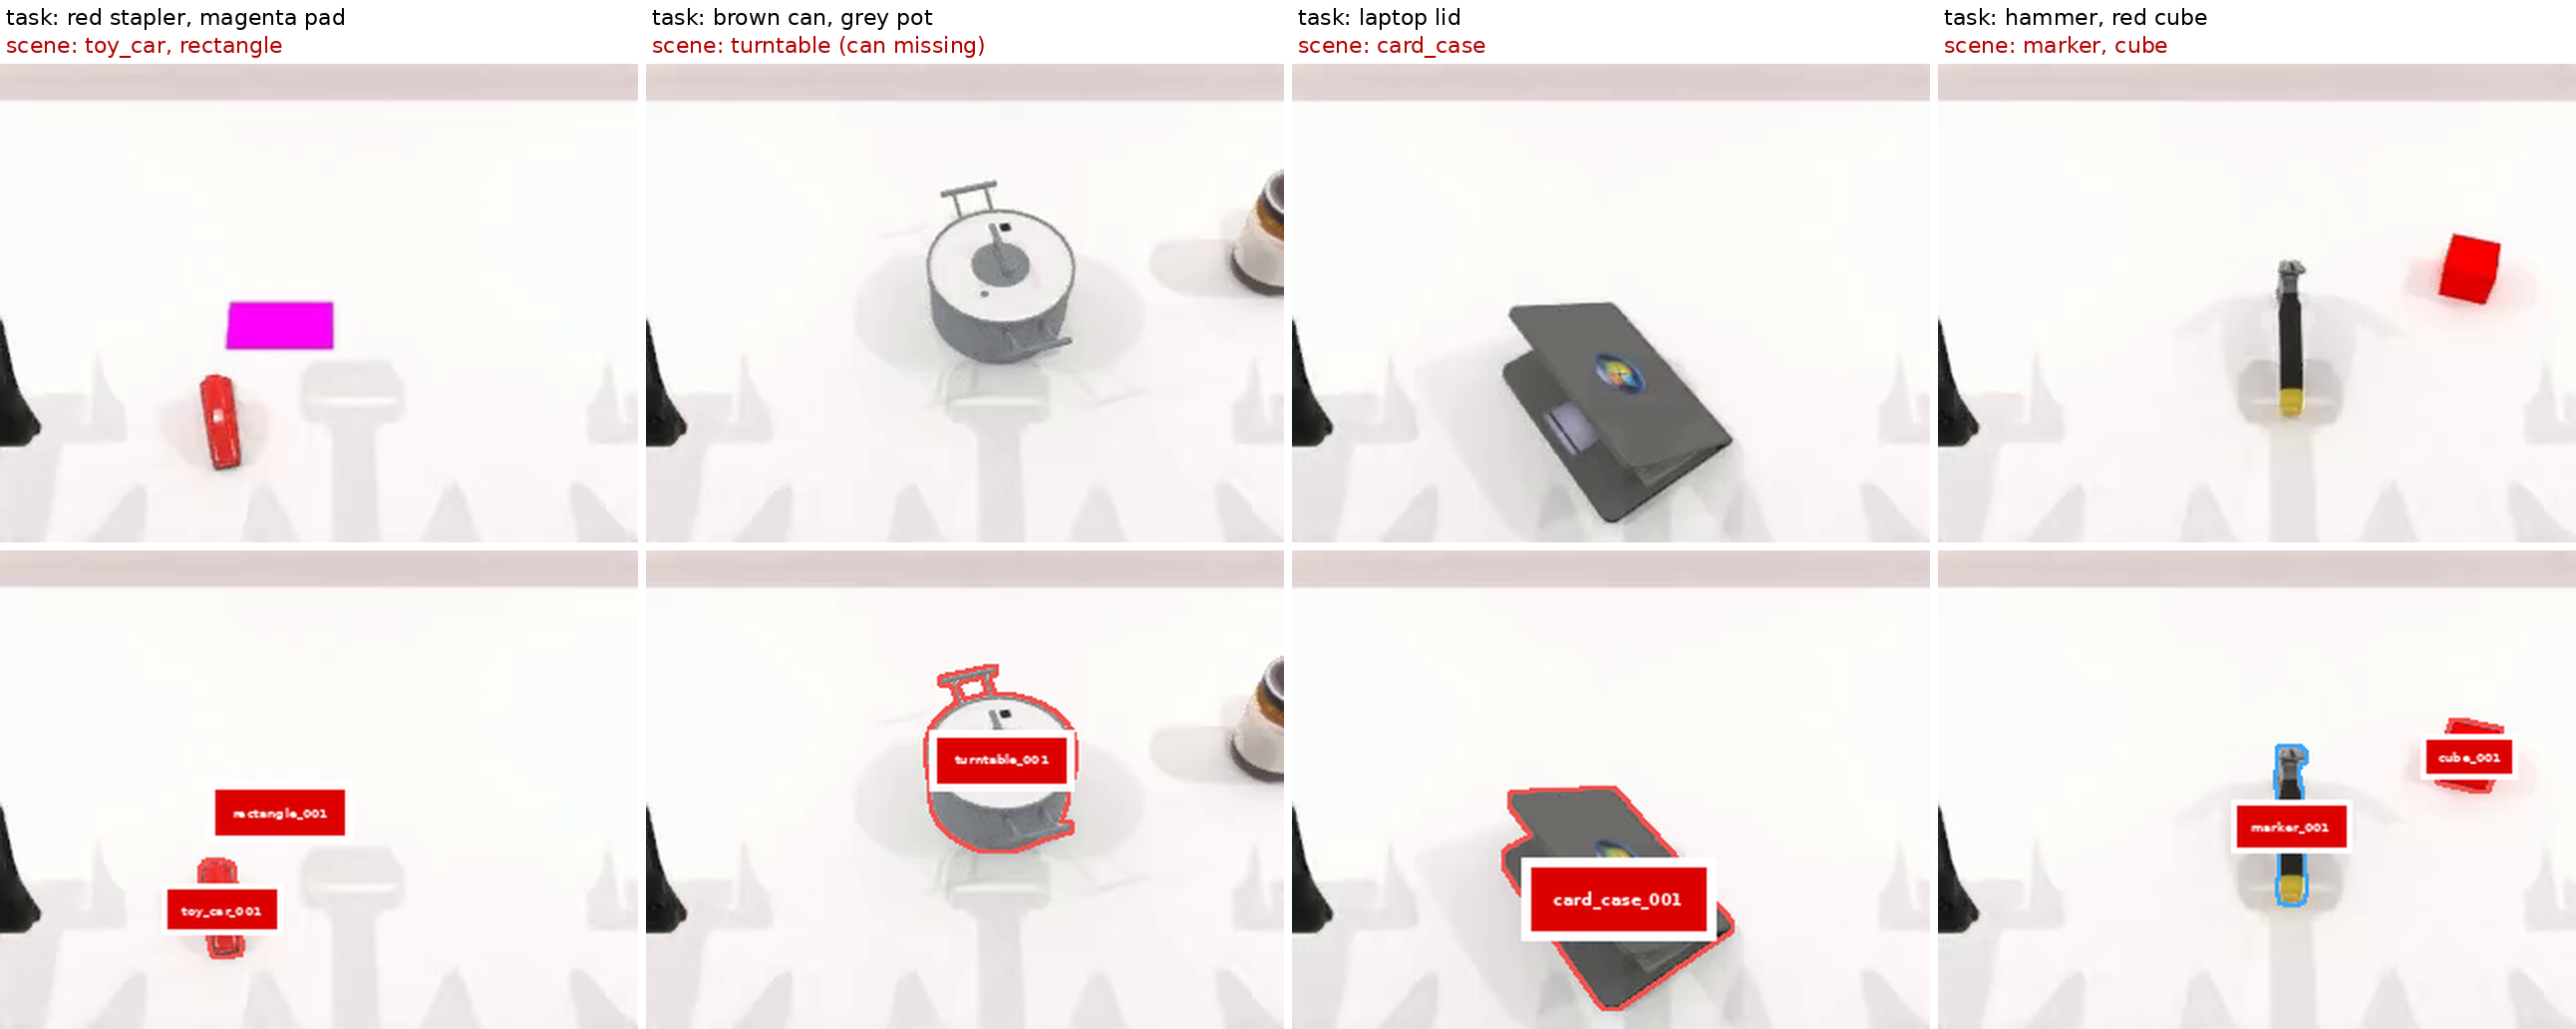 task: red stapler, magenta pad
scene: toy_car, rectangle
task: brown can, grey pot
scene: turntable (can missing)
task: laptop lid
scene: card_case
task: hammer, red cube
scene: marker, cube
rectangle_001
toy_car_001
turntable_001
card_case_001
cube_001
marker_001